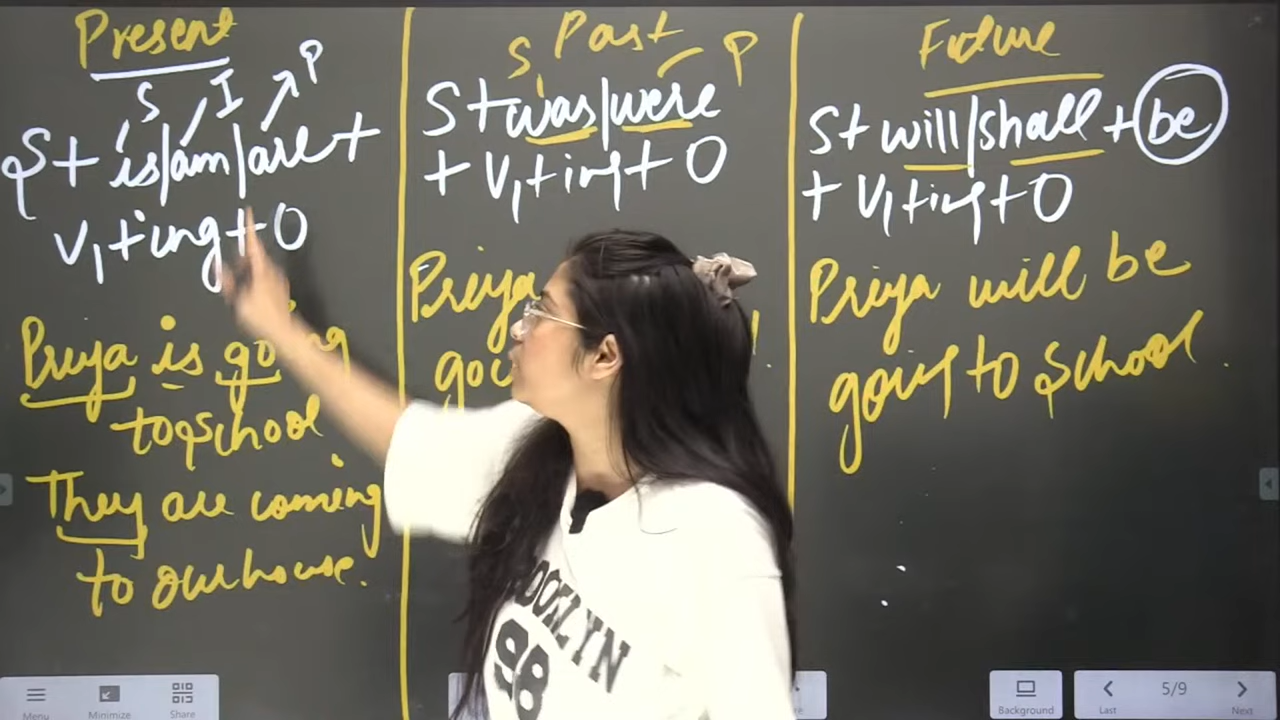 Present
S I P
S + is/am/are +
V1 + ing + O
Priya is going
to school
They are coming
to our house.
Past
S P
S + was/were
+ V1 + ing + O
Priya
Future
S + will/shall + be
+ V1 + ing + O
Priya will be
going to school.
OOKLYN
98
Menu
Minimize
Share
Background
Last
5/9
Next